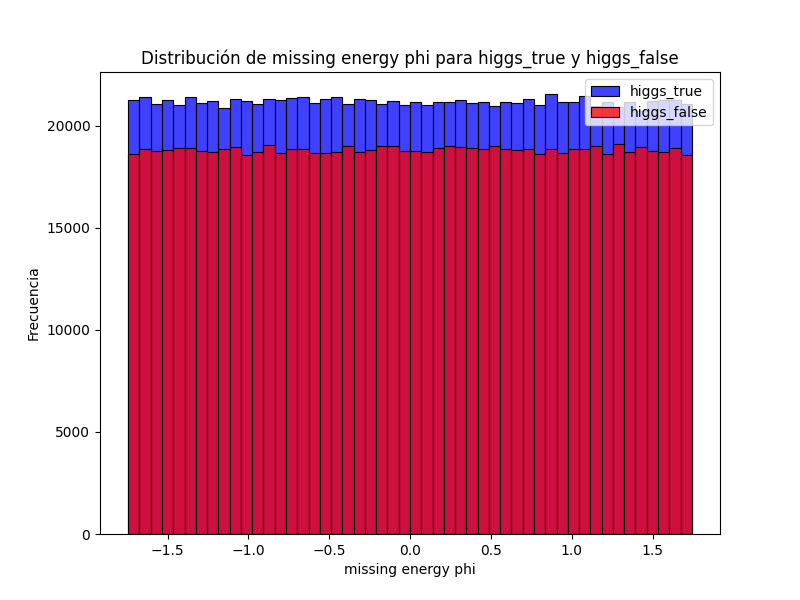 Distribución de missing energy phi para higgs_true y higgs_false
higgs_true
higgs_false
Frecuencia
20000
15000
10000
5000
0
−1.5
−1.0
−0.5
0.0
0.5
1.0
1.5
missing energy phi